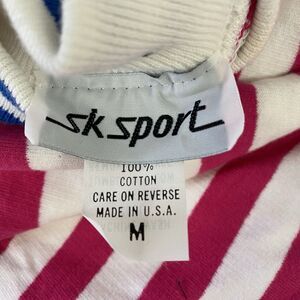 sk sport
100%
COTTON
CARE ON REVERSE
MADE IN U.S.A.
M